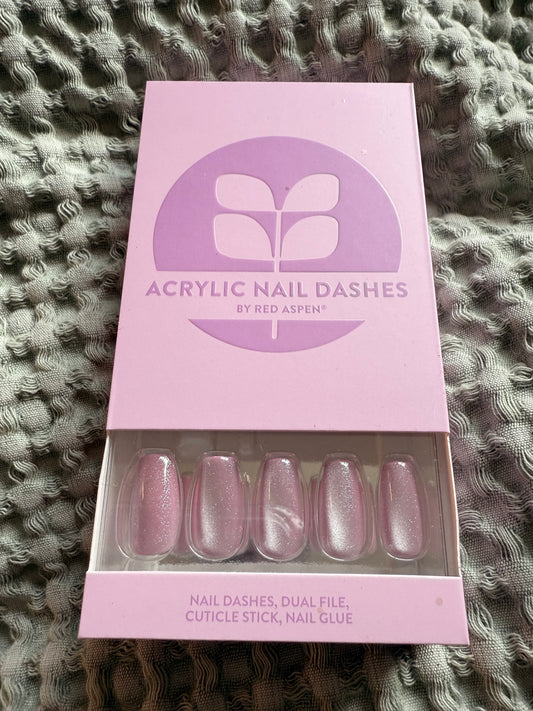 ACRYLIC NAIL DASHES
BY RED ASPEN®
NAIL DASHES, DUAL FILE,
CUTICLE STICK, NAIL GLUE